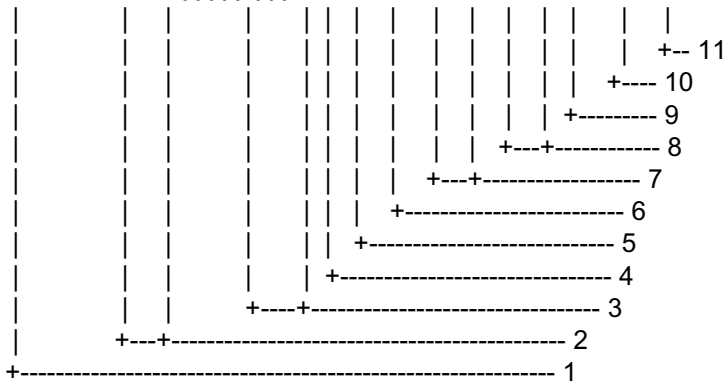 | | | | | | | | | | | | | | |
| | | | | | | | | | | | | | +-- 11
| | | | | | | | | | | | | +---- 10
| | | | | | | | | | | | +--------- 9
| | | | | | | | | | +---+------------ 8
| | | | | | | | +---+------------------ 7
| | | | | | | +------------------------- 6
| | | | | | +---------------------------- 5
| | | | | +-------------------------------- 4
| | | +----+---------------------------------- 3
| +---+--------------------------------------------- 2
+-------------------------------------------------------------- 1